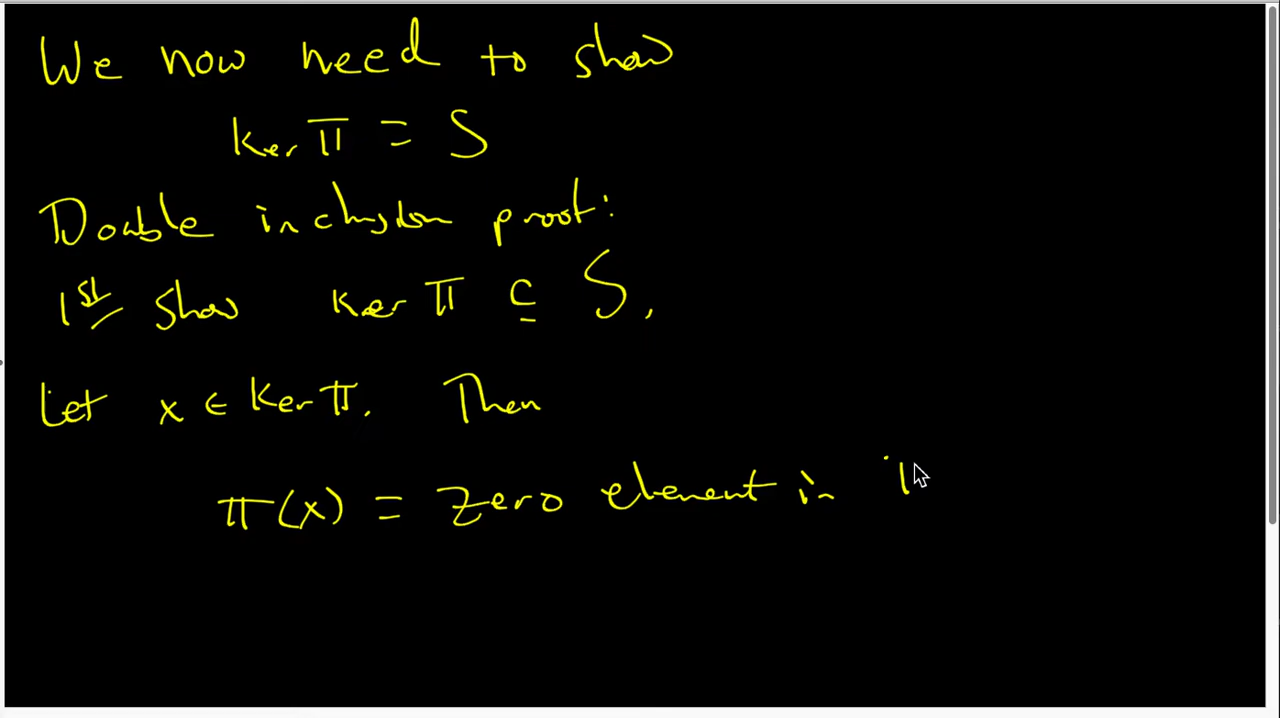 We now need to show
ker π = S
Double inclusion proof:
1st show ker π ⊆ S.
Let x ∈ ker π. Then
π(x) = zero element in